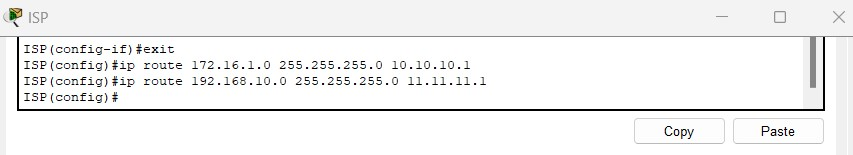 ISP
ISP(config-if)#exit
ISP(config)#ip route 172.16.1.0 255.255.255.0 10.10.10.1
ISP(config)#ip route 192.168.10.0 255.255.255.0 11.11.11.1
ISP(config)#
Copy Paste